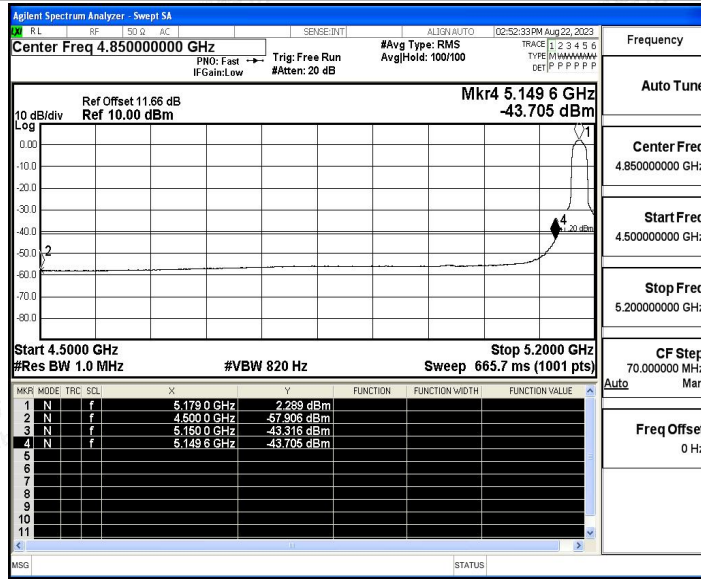 Agilent Spectrum Analyzer - Swept SA
RL RF 50 Ω AC SENSE:INT ALIGN AUTO 02:52:33PM Aug 22, 2023
Center Freq 4.850000000 GHz
PNO: Fast
IFGain:Low
Trig: Free Run
#Atten: 20 dB
#Avg Type: RMS
Avg|Hold: 100/100
TRACE 1 2 3 4 5 6
TYPE M W W W W W
DET P P P P P P
Ref Offset 11.66 dB
10 dB/div Ref 10.00 dBm
Log
Mkr4 5.149 6 GHz
-43.705 dBm
1
0.00
-10.0
-20.0
-30.0
-40.0
4
-50.0
2
-60.0
-70.0
-80.0
Start 4.5000 GHz Stop 5.2000 GHz
#Res BW 1.0 MHz #VBW 820 Hz Sweep 665.7 ms (1001 pts)
MKR MODE TRC SCL X Y FUNCTION FUNCTION WIDTH FUNCTION VALUE
1 N f 5.179 0 GHz 2.289 dBm
2 N f 4.500 0 GHz -57.906 dBm
3 N f 5.150 0 GHz -43.316 dBm
4 N f 5.149 6 GHz -43.705 dBm
5
6
7
8
9
10
11
MSG STATUS
Frequency
Auto Tune
Center Freq
4.850000000 GHz
Start Freq
4.500000000 GHz
Stop Freq
5.200000000 GHz
CF Step
70.000000 MHz
Auto Man
Freq Offset
0 Hz